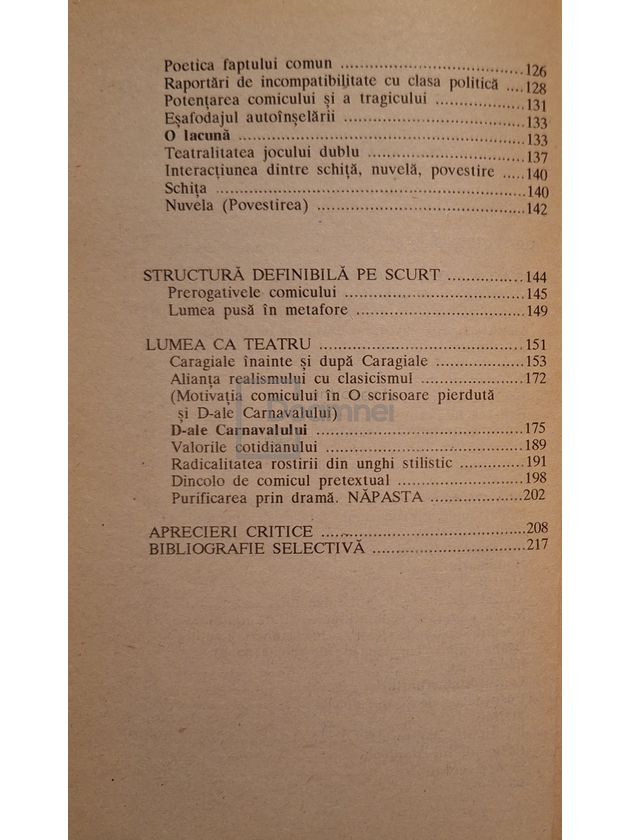 Poetica faptului comun ................................126
Raportări de incompatibilitate cu clasa politică ....128
Potențarea comicului și a tragicului ................131
Eșafodajul autoînșelării ................................133
O lacună ................................133
Teatralitatea jocului dublu ................................137
Interacțiunea dintre schiță, nuvelă, povestire .....140
Schița ................................140
Nuvela (Povestirea) ................................142
STRUCTURĂ DEFINIBILĂ PE SCURT ................144
Prerogativele comicului ................................145
Lumea pusă în metafore ................................149
LUMEA CA TEATRU ................................151
Caragiale înainte și după Caragiale ................153
Alianța realismului cu clasicismul ................172
(Motivația comicului în O scrisoare pierdută
și D-ale Carnavalului)
D-ale Carnavalului ................................175
Valorile cotidianului ................................189
Radicalitatea rostirii din unghi stilistic ............191
Dincolo de comicul pretextual ................198
Purificarea prin dramă. NĂPASTA ................202
APRECIERI CRITICE ................................208
BIBLIOGRAFIE SELECTIVĂ ................................217